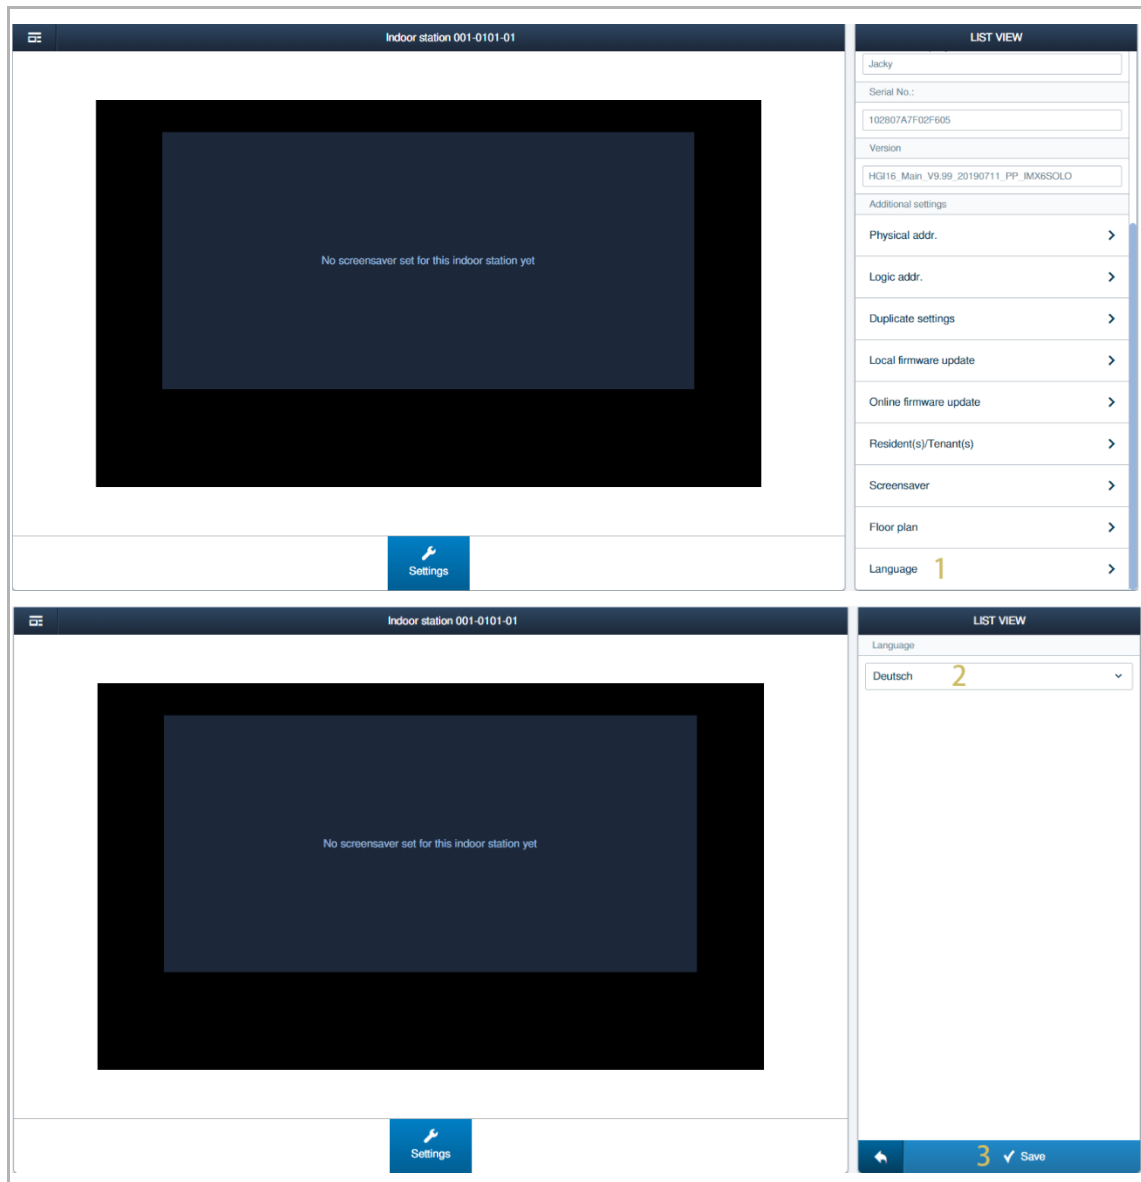 Indoor station 001-0101-01
No screensaver set for this indoor station yet
Settings
LIST VIEW
Jacky
Serial No.:
102807A7F02F605
Version
HGI16_Main_V9.99_20190711_PP_IMX6SOLO
Additional settings
Physical addr.
Logic addr.
Duplicate settings
Local firmware update
Online firmware update
Resident(s)/Tenant(s)
Screensaver
Floor plan
Language 1
Indoor station 001-0101-01
No screensaver set for this indoor station yet
Settings
LIST VIEW
Language
Deutsch 2
3 Save